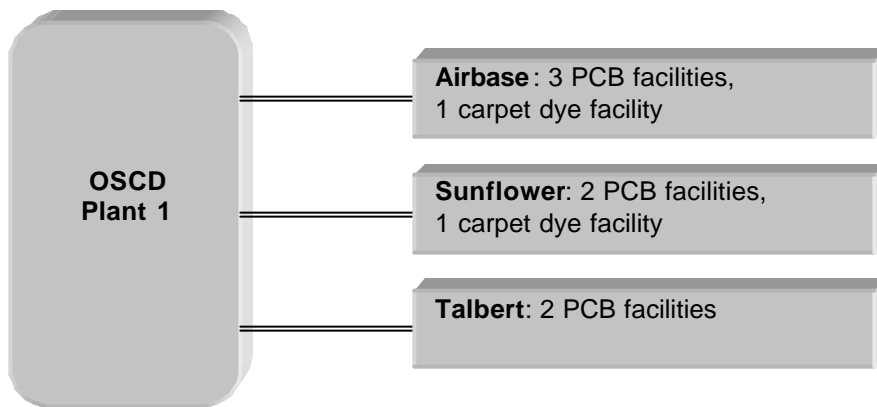 OSCD
Plant 1
Airbase: 3 PCB facilities,
1 carpet dye facility
Sunflower: 2 PCB facilities,
1 carpet dye facility
Talbert: 2 PCB facilities